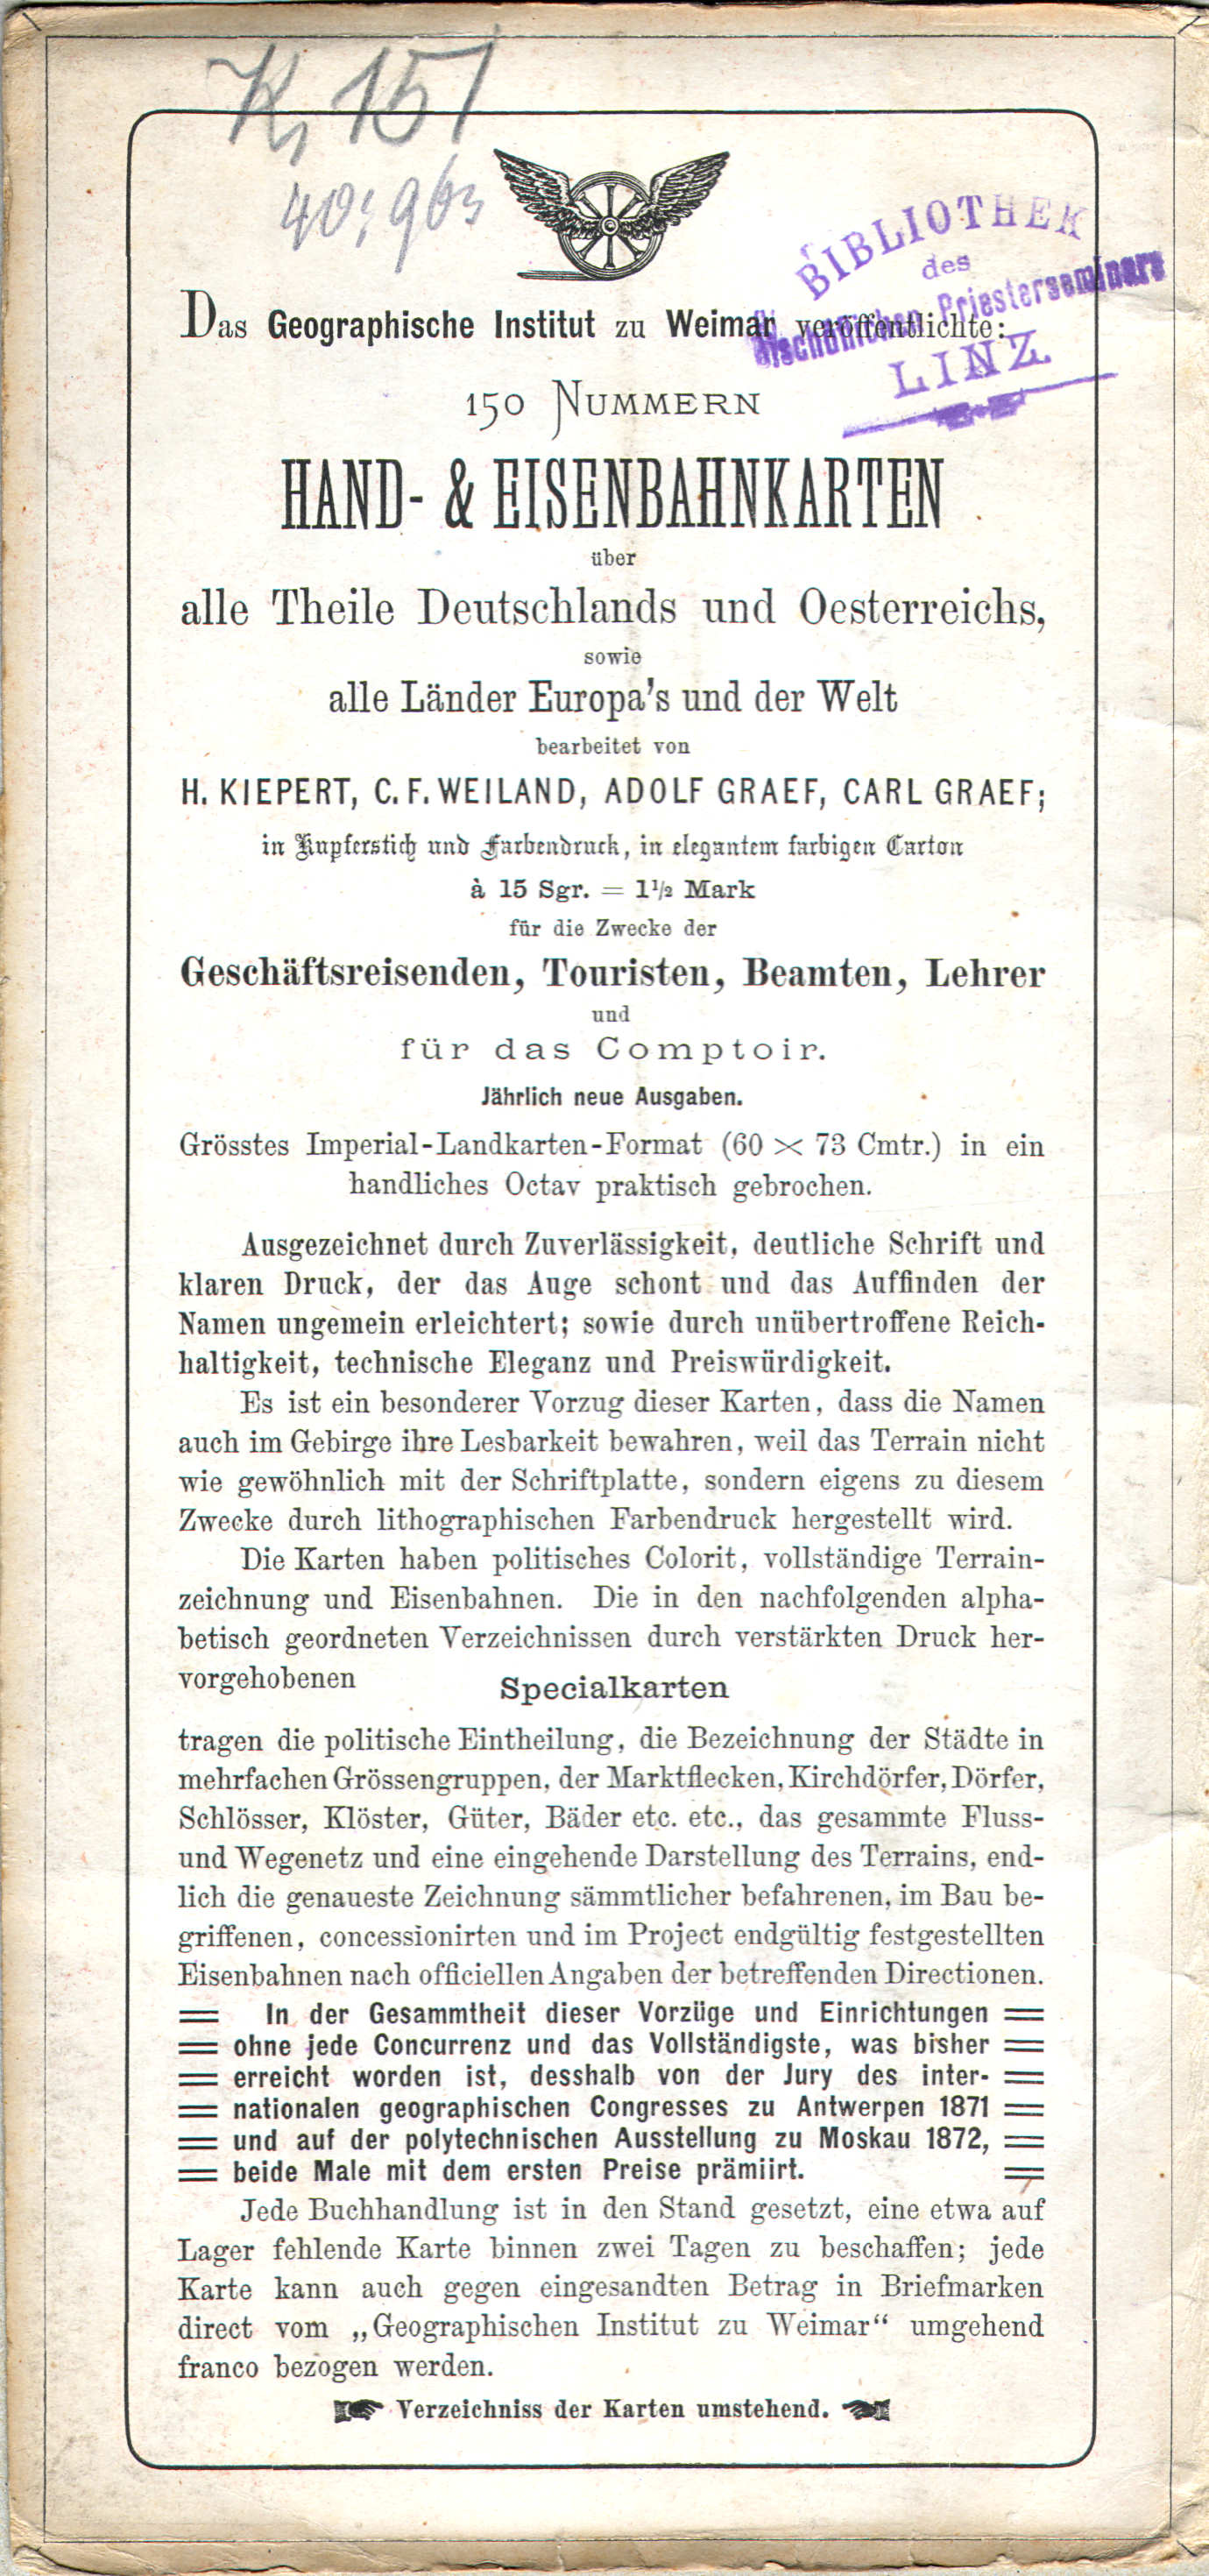 K, 151
40,963
BIBLIOTHEK
des
bischöflichen Priesterseminars
LINZ.
Das Geographische Institut zu Weimar veröffentlichte:
150 NUMMERN
HAND- & EISENBAHNKARTEN
über
alle Theile Deutschlands und Oesterreichs,
sowie
alle Länder Europa's und der Welt
bearbeitet von
H. KIEPERT, C. F. WEILAND, ADOLF GRAEF, CARL GRAEF;
in Kupferstich und Farbendruck, in elegantem farbigen Carton
à 15 Sgr. = 1½ Mark
für die Zwecke der
Geschäftsreisenden, Touristen, Beamten, Lehrer
und
für das Comptoir.
Jährlich neue Ausgaben.
Grösstes Imperial-Landkarten-Format (60 × 73 Cmtr.) in ein
handliches Octav praktisch gebrochen.
Ausgezeichnet durch Zuverlässigkeit, deutliche Schrift und
klaren Druck, der das Auge schont und das Auffinden der
Namen ungemein erleichtert; sowie durch unübertroffene Reich-
haltigkeit, technische Eleganz und Preiswürdigkeit.
Es ist ein besonderer Vorzug dieser Karten, dass die Namen
auch im Gebirge ihre Lesbarkeit bewahren, weil das Terrain nicht
wie gewöhnlich mit der Schriftplatte, sondern eigens zu diesem
Zwecke durch lithographischen Farbendruck hergestellt wird.
Die Karten haben politisches Colorit, vollständige Terrain-
zeichnung und Eisenbahnen. Die in den nachfolgenden alpha-
betisch geordneten Verzeichnissen durch verstärkten Druck her-
vorgehobenen
Specialkarten
tragen die politische Eintheilung, die Bezeichnung der Städte in
mehrfachen Grössengruppen, der Marktflecken, Kirchdörfer, Dörfer,
Schlösser, Klöster, Güter, Bäder etc. etc., das gesammte Fluss-
und Wegenetz und eine eingehende Darstellung des Terrains, end-
lich die genaueste Zeichnung sämmtlicher befahrenen, im Bau be-
griffenen, concessionirten und im Project endgültig festgestellten
Eisenbahnen nach officiellen Angaben der betreffenden Directionen.
In der Gesammtheit dieser Vorzüge und Einrichtungen
ohne jede Concurrenz und das Vollständigste, was bisher
erreicht worden ist, desshalb von der Jury des inter-
nationalen geographischen Congresses zu Antwerpen 1871
und auf der polytechnischen Ausstellung zu Moskau 1872,
beide Male mit dem ersten Preise prämiirt.
Jede Buchhandlung ist in den Stand gesetzt, eine etwa auf
Lager fehlende Karte binnen zwei Tagen zu beschaffen; jede
Karte kann auch gegen eingesandten Betrag in Briefmarken
direct vom „Geographischen Institut zu Weimar“ umgehend
franco bezogen werden.
Verzeichniss der Karten umstehend.